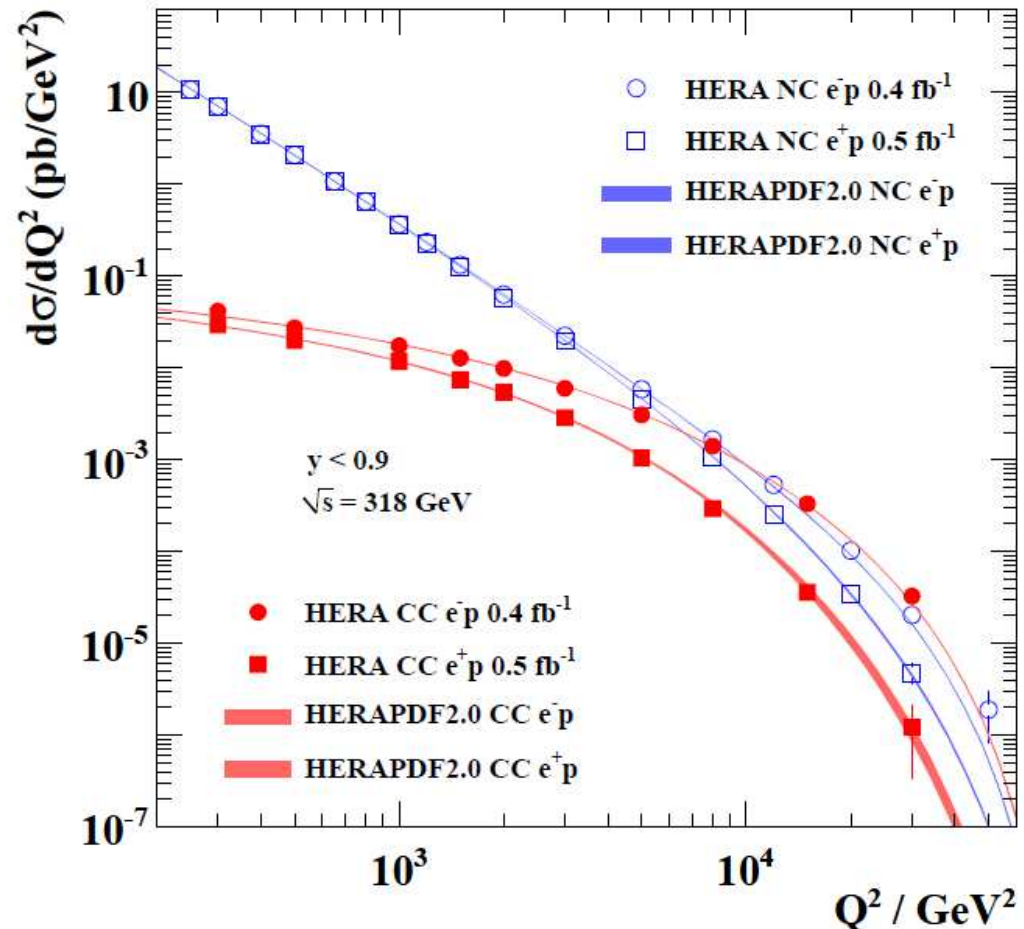 dσ/dQ² (pb/GeV²)
10
10⁻¹
10⁻³
10⁻⁵
10⁻⁷
HERA NC e⁻p 0.4 fb⁻¹
HERA NC e⁺p 0.5 fb⁻¹
HERAPDF2.0 NC e⁻p
HERAPDF2.0 NC e⁺p
y < 0.9
√s = 318 GeV
HERA CC e⁻p 0.4 fb⁻¹
HERA CC e⁺p 0.5 fb⁻¹
HERAPDF2.0 CC e⁻p
HERAPDF2.0 CC e⁺p
10³
10⁴
Q² / GeV²